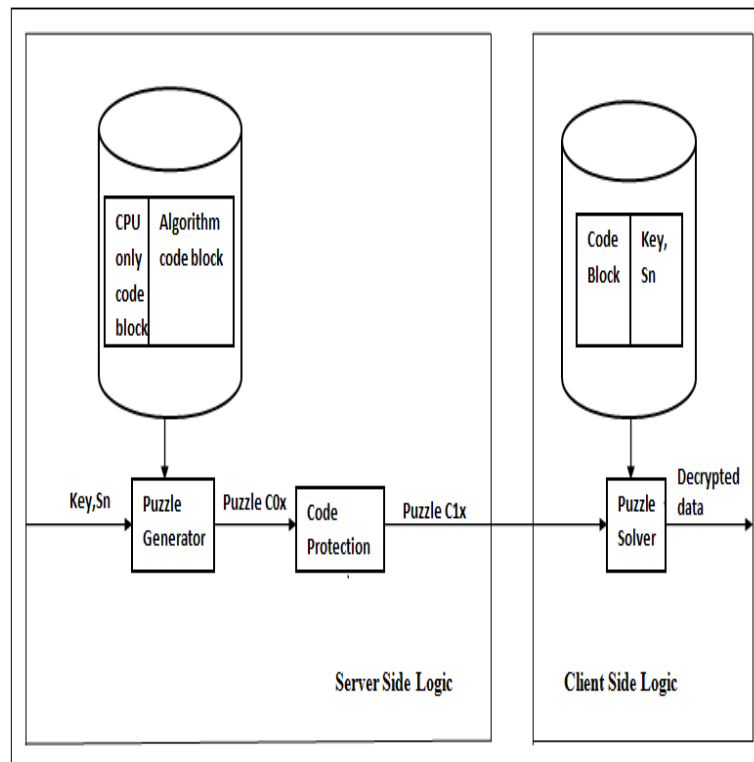 CPU
only
code
block
Algorithm
code block
Code
Block
Key,
Sn
Key,Sn
Puzzle
Generator
Puzzle C0x
Code
Protection
Puzzle C1x
Puzzle
Solver
Decrypted
data
Server Side Logic
Client Side Logic